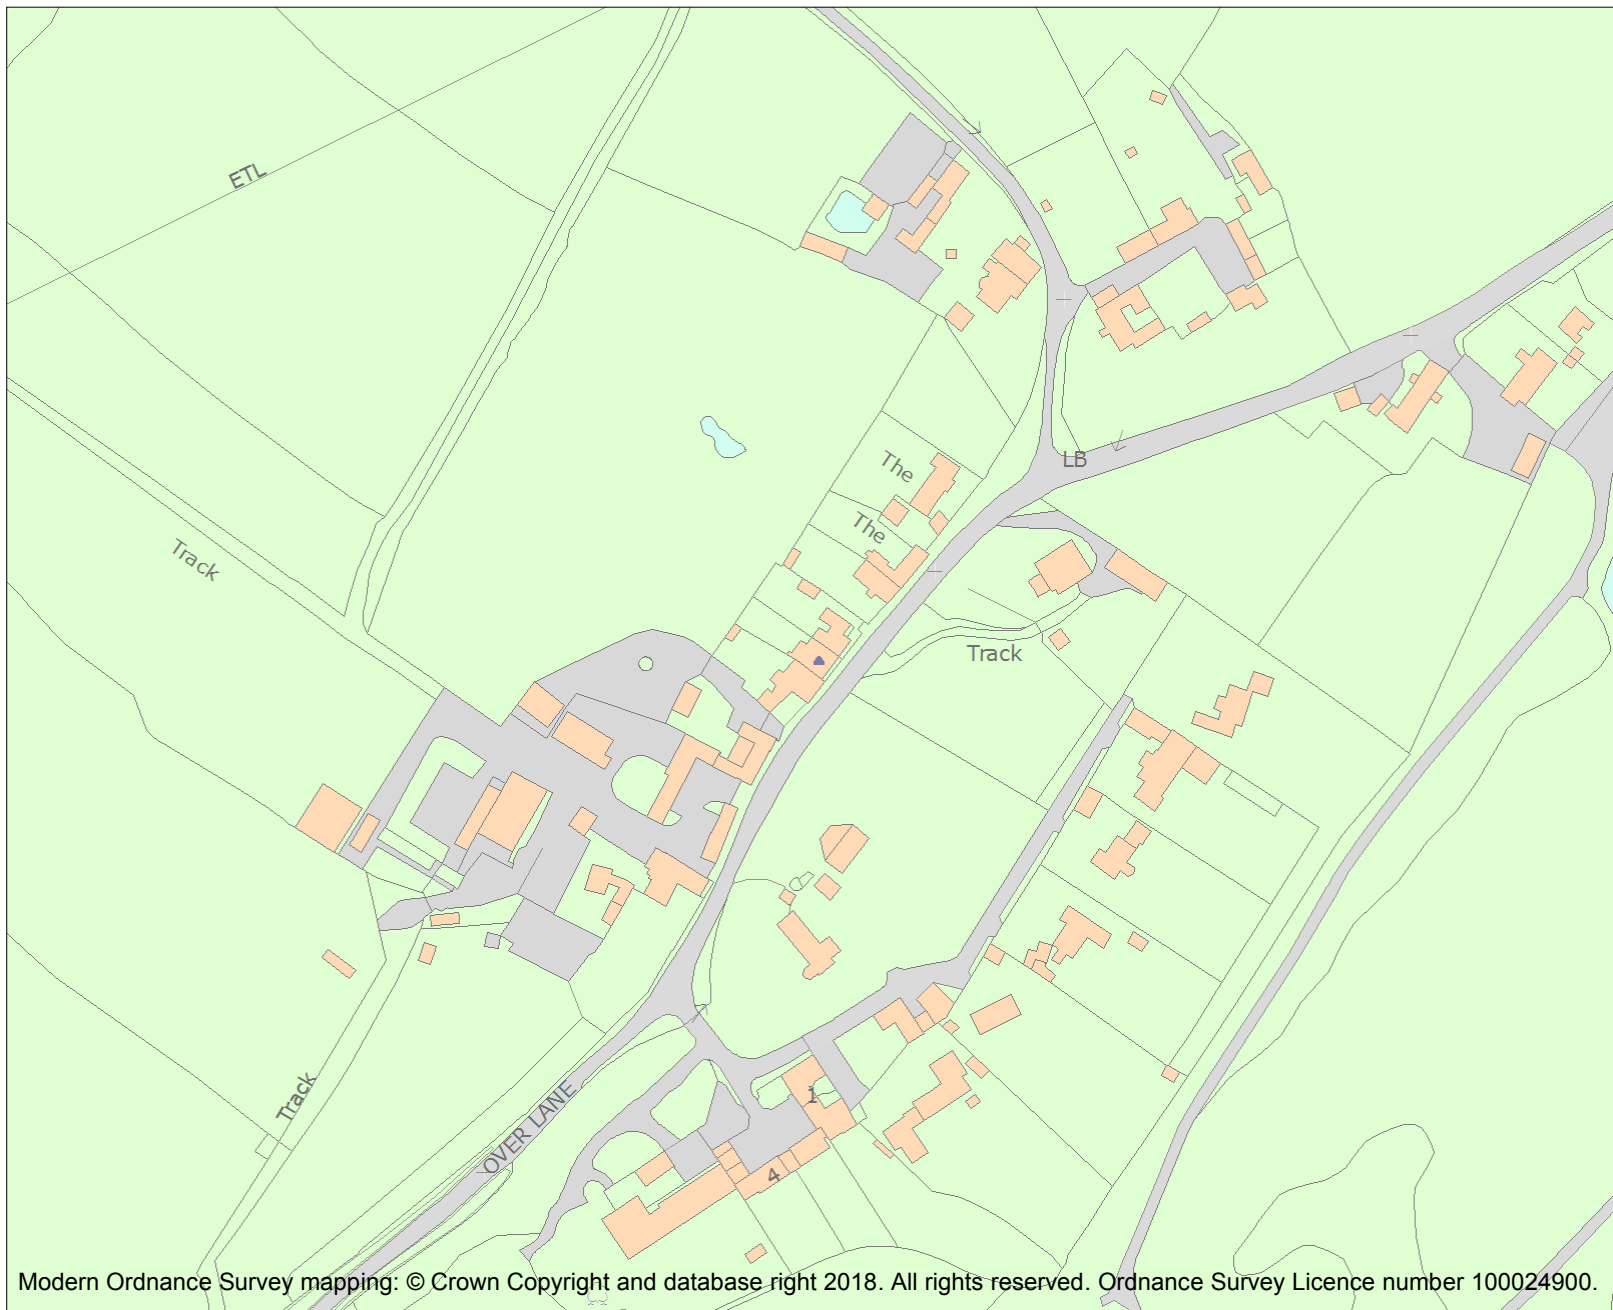 ETL
The
LB
The
Track
Track
Track
OVER LANE
1
4
Modern Ordnance Survey mapping: © Crown Copyright and database right 2018. All rights reserved. Ordnance Survey Licence number 100024900.